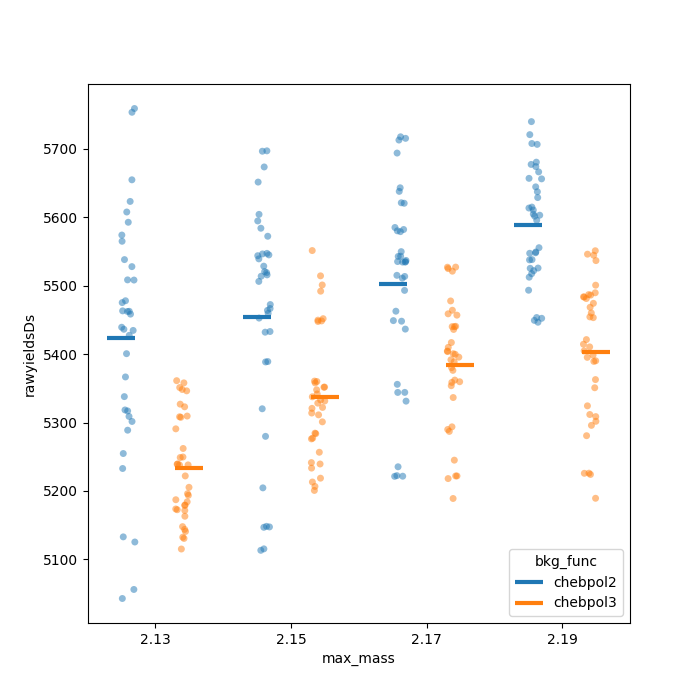 5700
5600
5500
5400
5300
5200
5100
rawyieldsDs
bkg_func
chebpol2
chebpol3
2.13
2.15
2.17
2.19
max_mass